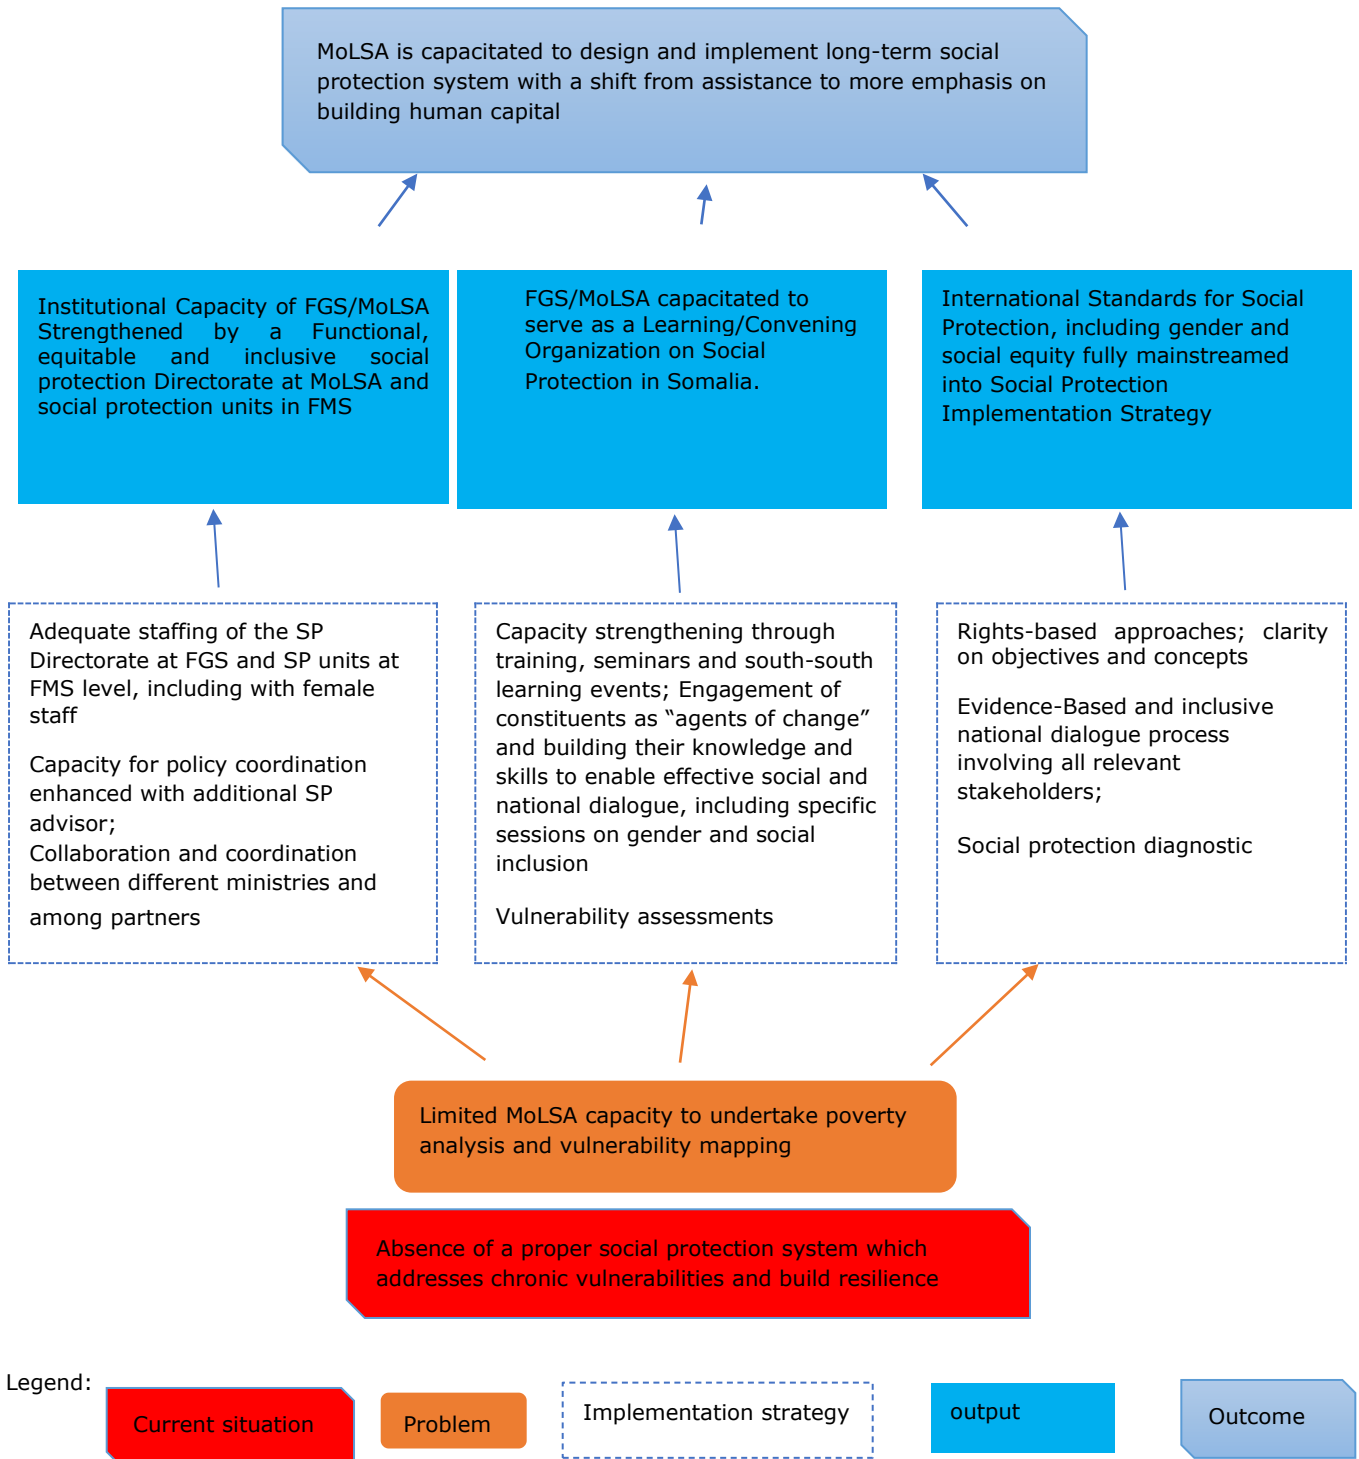 MoLSA is capacitated to design and implement long-term social
protection system with a shift from assistance to more emphasis on
building human capital
Institutional Capacity of FGS/MoLSA
Strengthened by a Functional,
equitable and inclusive social
protection Directorate at MoLSA and
social protection units in FMS
FGS/MoLSA capacitated to
serve as a Learning/Convening
Organization on Social
Protection in Somalia.
International Standards for Social
Protection, including gender and
social equity fully mainstreamed
into Social Protection
Implementation Strategy
Adequate staffing of the SP
Directorate at FGS and SP units at
FMS level, including with female
staff
Capacity for policy coordination
enhanced with additional SP
advisor;
Collaboration and coordination
between different ministries and
among partners
Capacity strengthening through
training, seminars and south-south
learning events; Engagement of
constituents as “agents of change”
and building their knowledge and
skills to enable effective social and
national dialogue, including specific
sessions on gender and social
inclusion
Vulnerability assessments
Rights-based approaches; clarity
on objectives and concepts
Evidence-Based and inclusive
national dialogue process
involving all relevant
stakeholders;
Social protection diagnostic
Limited MoLSA capacity to undertake poverty
analysis and vulnerability mapping
Absence of a proper social protection system which
addresses chronic vulnerabilities and build resilience
Legend:
Current situation
Problem
Implementation strategy
output
Outcome